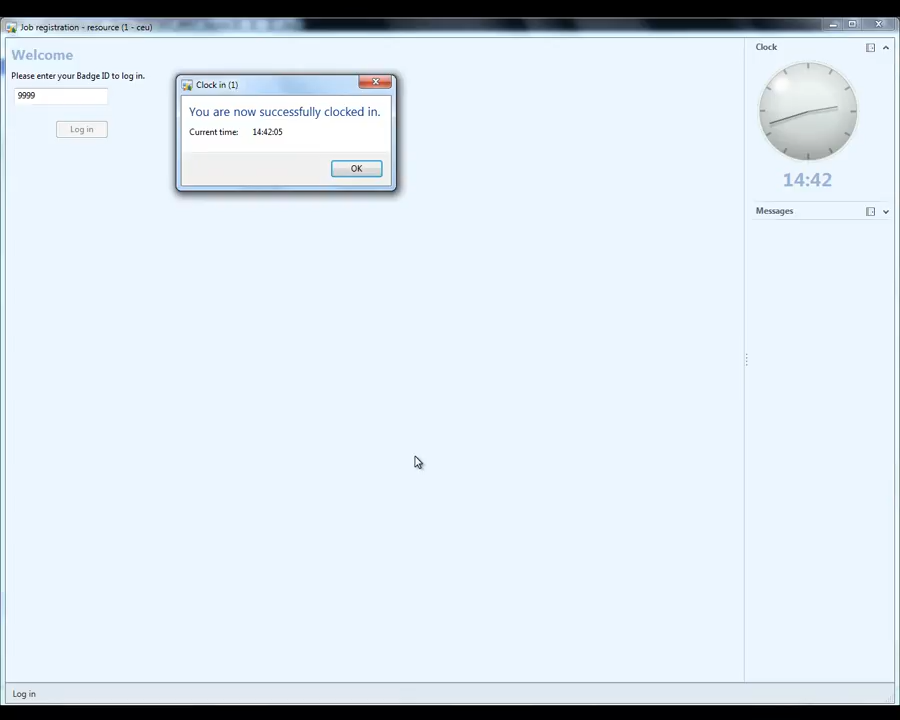 Job registration - resource (1 - ceu)
Welcome
Please enter your Badge ID to log in.
9999
Log in
Clock in (1)
You are now successfully clocked in.
Current time: 14:42:05
OK
Clock
14:42
Messages
Log in